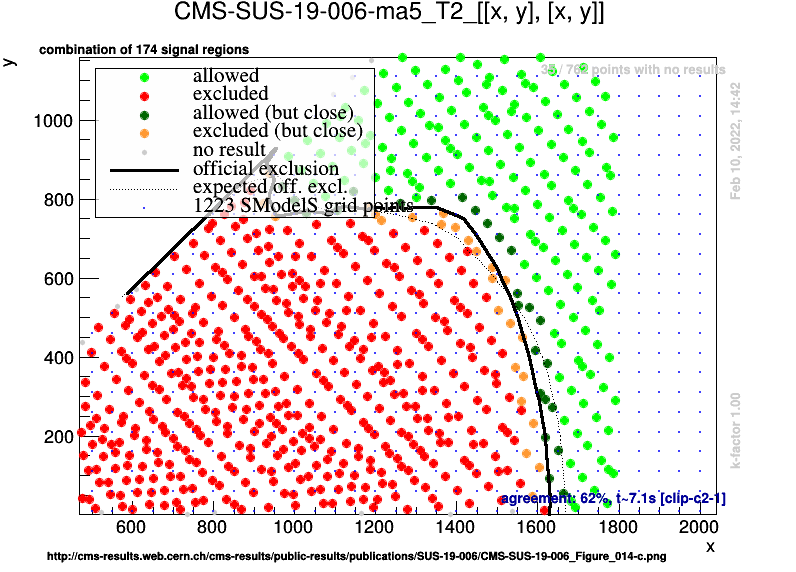 CMS-SUS-19-006-ma5_T2_[[x, y], [x, y]]
y
combination of 174 signal regions
points with no results
allowed
excluded
allowed (but close)
excluded (but close)
no result
official exclusion
expected off. excl.
1223 SModelS grid points
1000
800
600
400
200
600
800
1000
1200
1400
1600
1800
2000
x
agreement: 62%, t~7.1s [clip-c2-1]
Feb 10, 2022, 14:42
k-factor 1.00
http://cms-results.web.cern.ch/cms-results/public-results/publications/SUS-19-006/CMS-SUS-19-006_Figure_014-c.png